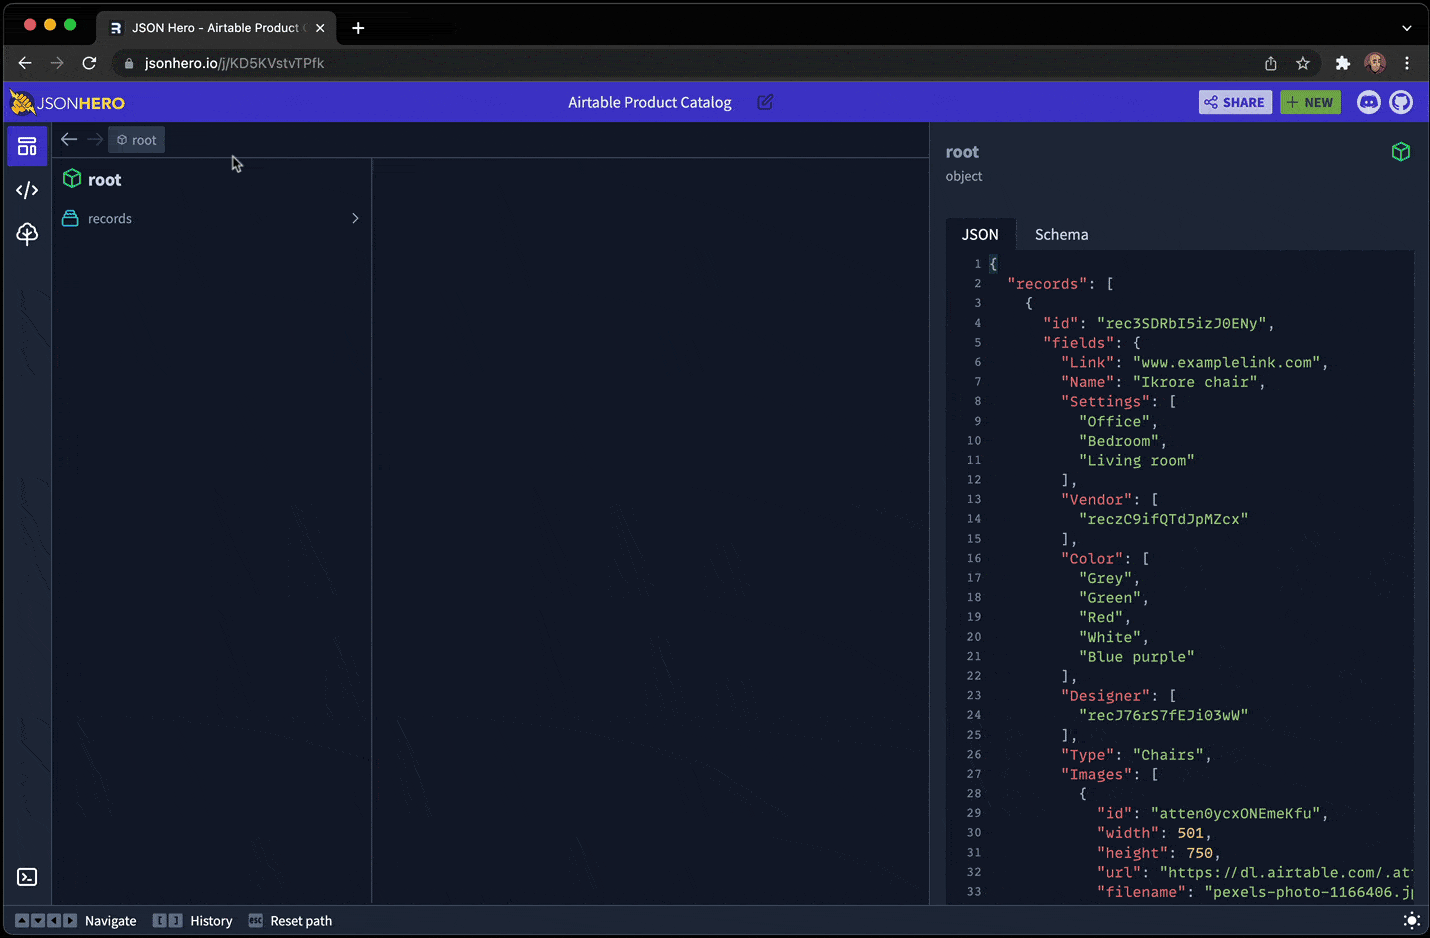 JSON Hero - Airtable Product
jsonhero.io/j/KD5KVstvTPfk
JSONHERO
Airtable Product Catalog
SHARE
NEW
root
root
records
root
object
JSON
Schema
1 {
2 "records": [
3 {
4 "id": "rec3SDRbI5izJ0ENy",
5 "fields": {
6 "Link": "www.examplelink.com",
7 "Name": "Ikrore chair",
8 "Settings": [
9 "Office",
10 "Bedroom",
11 "Living room"
12 ],
13 "Vendor": [
14 "reczC9ifQTdJpMZcx"
15 ],
16 "Color": [
17 "Grey",
18 "Green",
19 "Red",
20 "White",
21 "Blue purple"
22 ],
23 "Designer": [
24 "recJ76rS7fEJi03wW"
25 ],
26 "Type": "Chairs",
27 "Images": [
28 {
29 "id": "atten0ycxONEmeKfu",
30 "width": 501,
31 "height": 750,
32 "url": "https://dl.airtable.com/.at
33 "filename": "pexels-photo-1166406.j
[ ]
esc
Navigate
History
Reset path